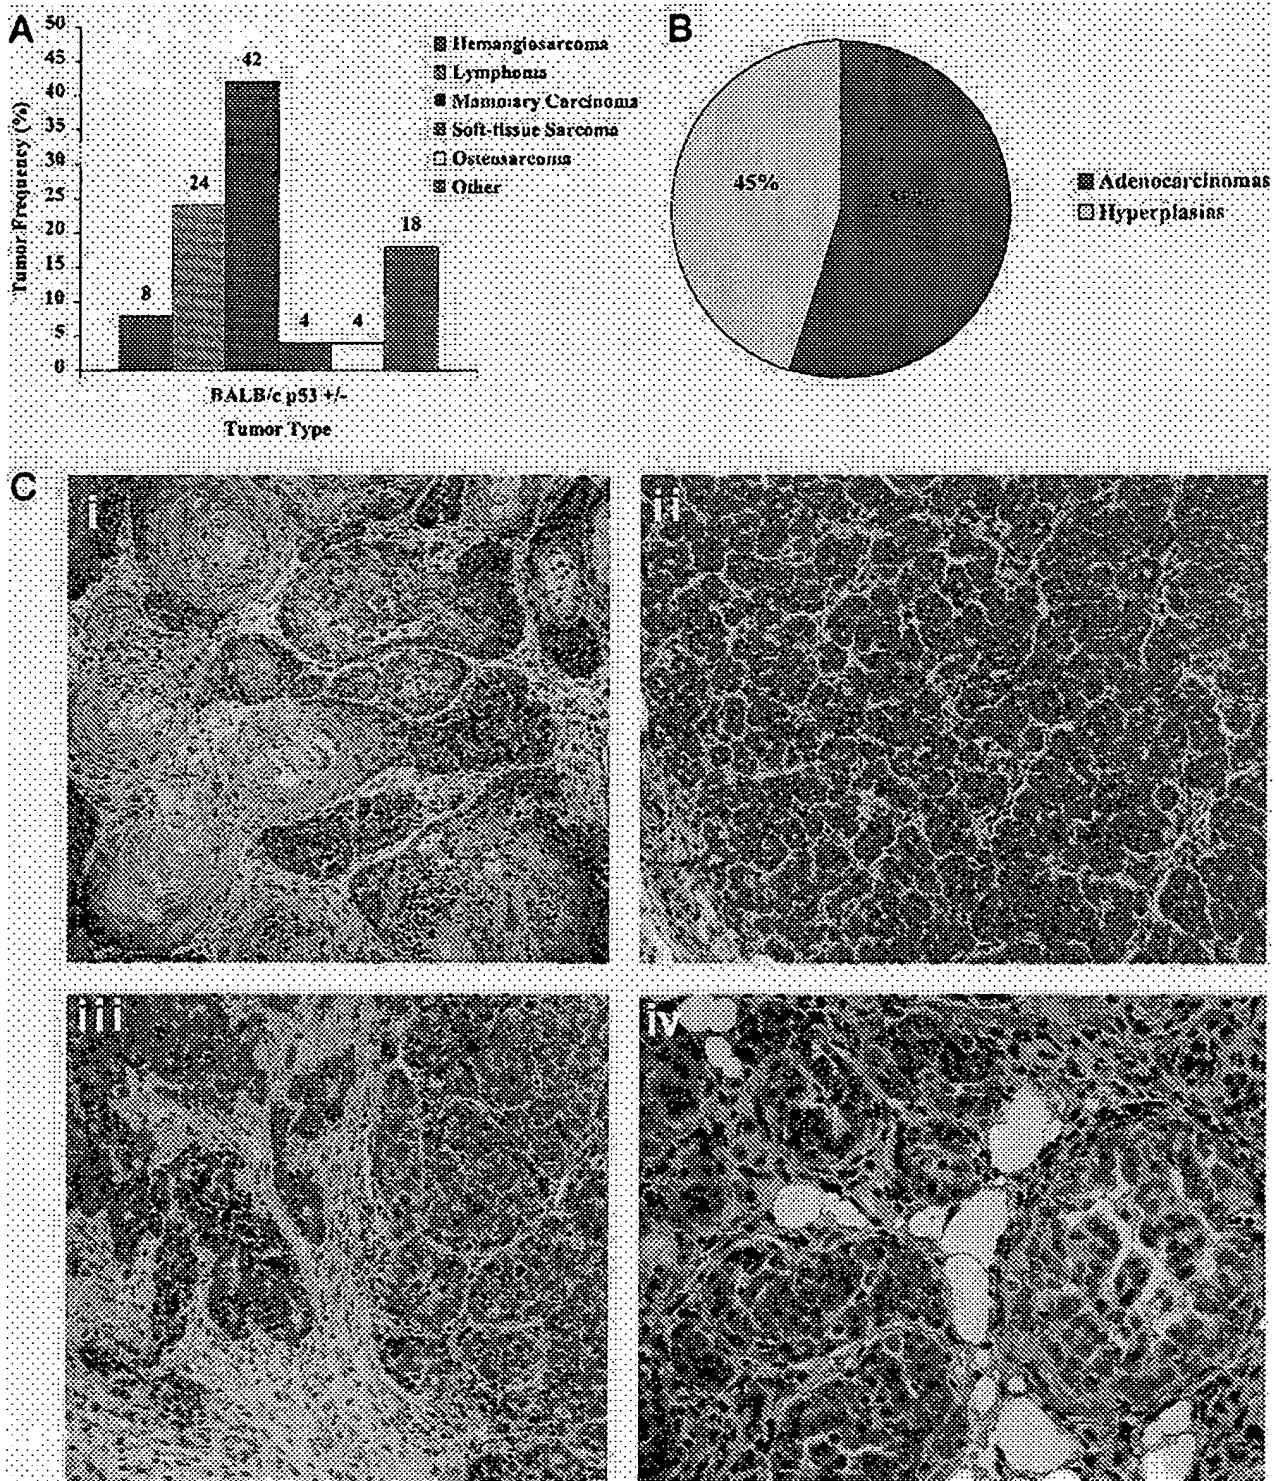 A
50
45
40
35
30
25
20
15
10
5
0
Tumor Frequency (%)
8
24
42
4
4
18
Hemangiosarcoma
Lymphoma
Mammary Carcinoma
Soft-tissue Sarcoma
Osteosarcoma
Other
BALB/c p53 +/-
Tumor Type
B
45%
Adenocarcinomas
Hyperplasias
C
i
ii
iii
iv